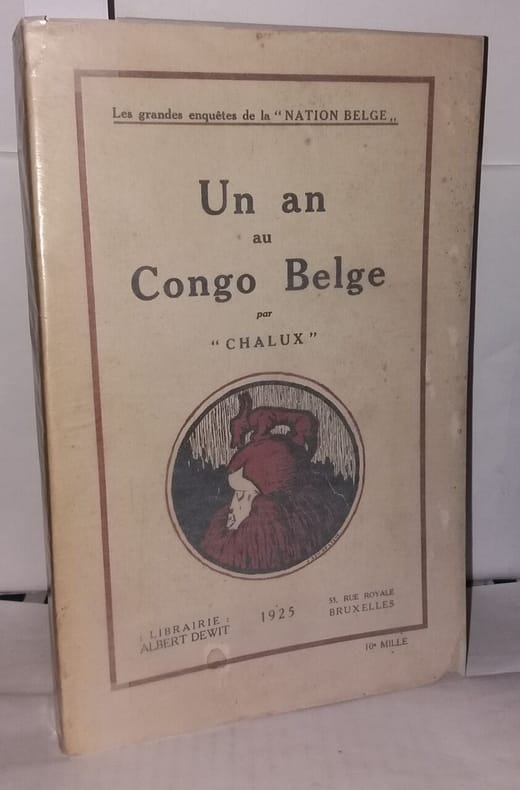 Les grandes enquêtes de la “ NATION BELGE „
Un an
au
Congo Belge
par
“ CHALUX ”
LIBRAIRIE :
ALBERT DEWIT
1925
55, RUE ROYALE
BRUXELLES
10e MILLE